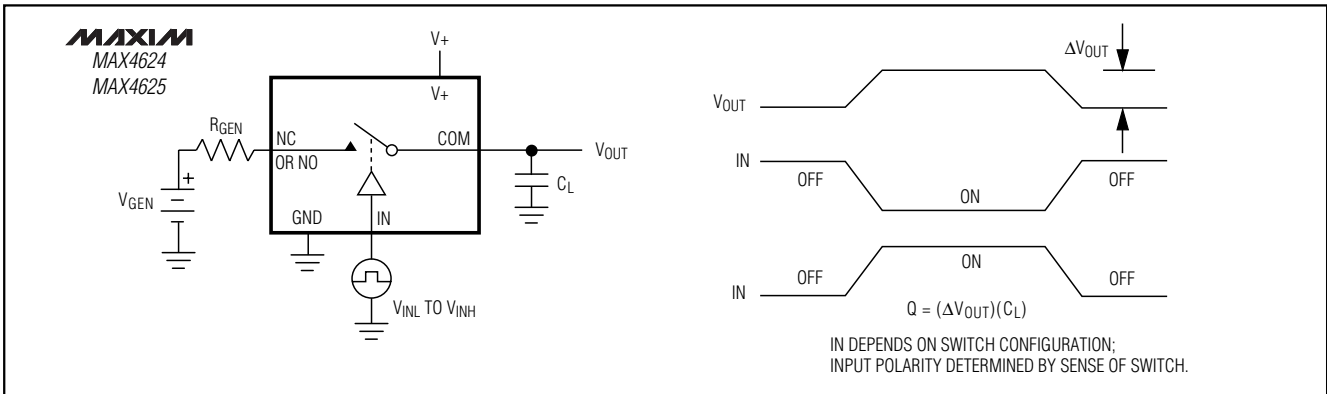 MAXIM
MAX4624
MAX4625
V+
V+
RGEN
NC
OR NO
COM
VOUT
CL
VGEN
+
GND
IN
VINL TO VINH
ΔVOUT
VOUT
IN
OFF
ON
OFF
IN
OFF
ON
OFF
Q = (ΔVOUT)(CL)
IN DEPENDS ON SWITCH CONFIGURATION;
INPUT POLARITY DETERMINED BY SENSE OF SWITCH.